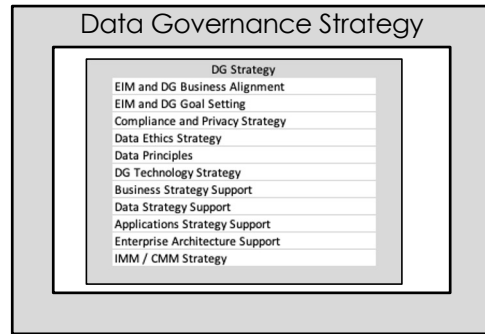 Data Governance Strategy
DG Strategy
EIM and DG Business Alignment
EIM and DG Goal Setting
Compliance and Privacy Strategy
Data Ethics Strategy
Data Principles
DG Technology Strategy
Business Strategy Support
Data Strategy Support
Applications Strategy Support
Enterprise Architecture Support
IMM / CMM Strategy